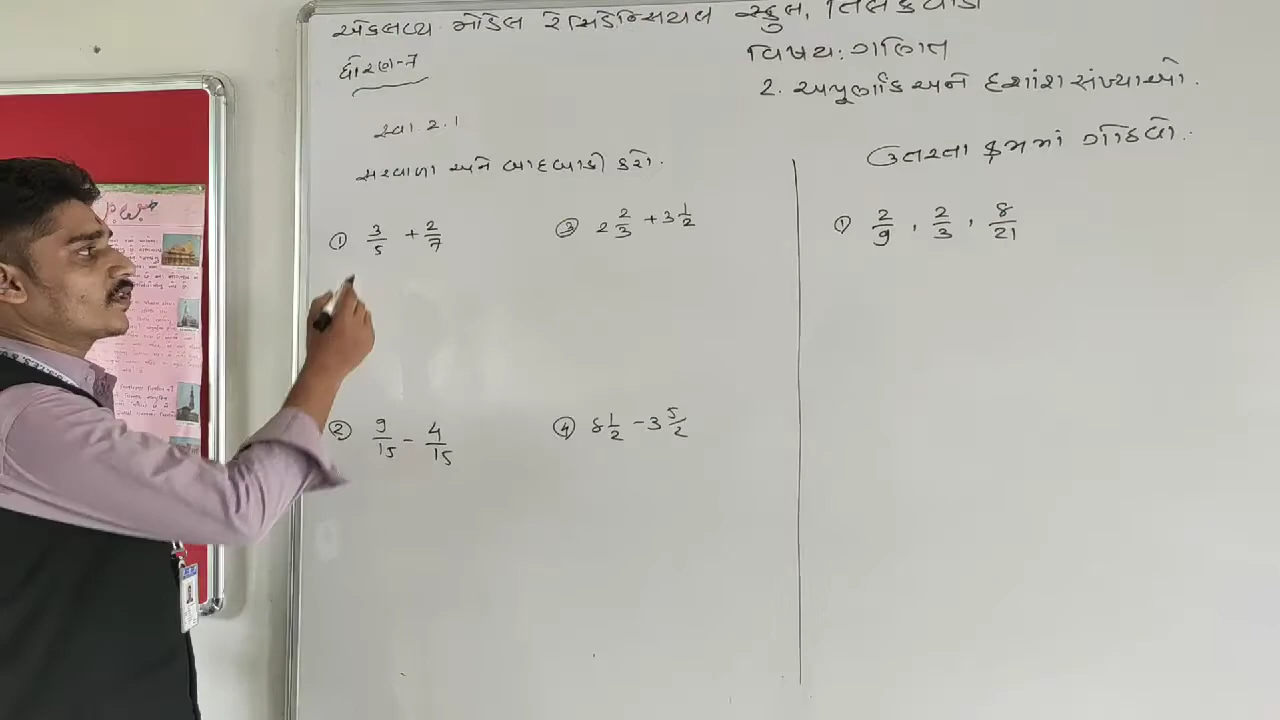 એકલવ્ય મોડેલ રેસિડેન્સિયલ સ્કુલ, તિલકવાડા
ધોરણ-7
વિષય: ગણિત
2. અપૂર્ણાંક અને દશાંશ સંખ્યાઓ.
સ્વા 2.1
સરવાળા અને બાદબાકી કરો.
① 3/5 + 2/7
③ 2 2/3 + 3 1/2
② 9/15 - 4/15
④ 8 1/2 - 3 5/2
ઉતરતા ક્રમમાં ગોઠવો.
① 2/9, 2/3, 8/21